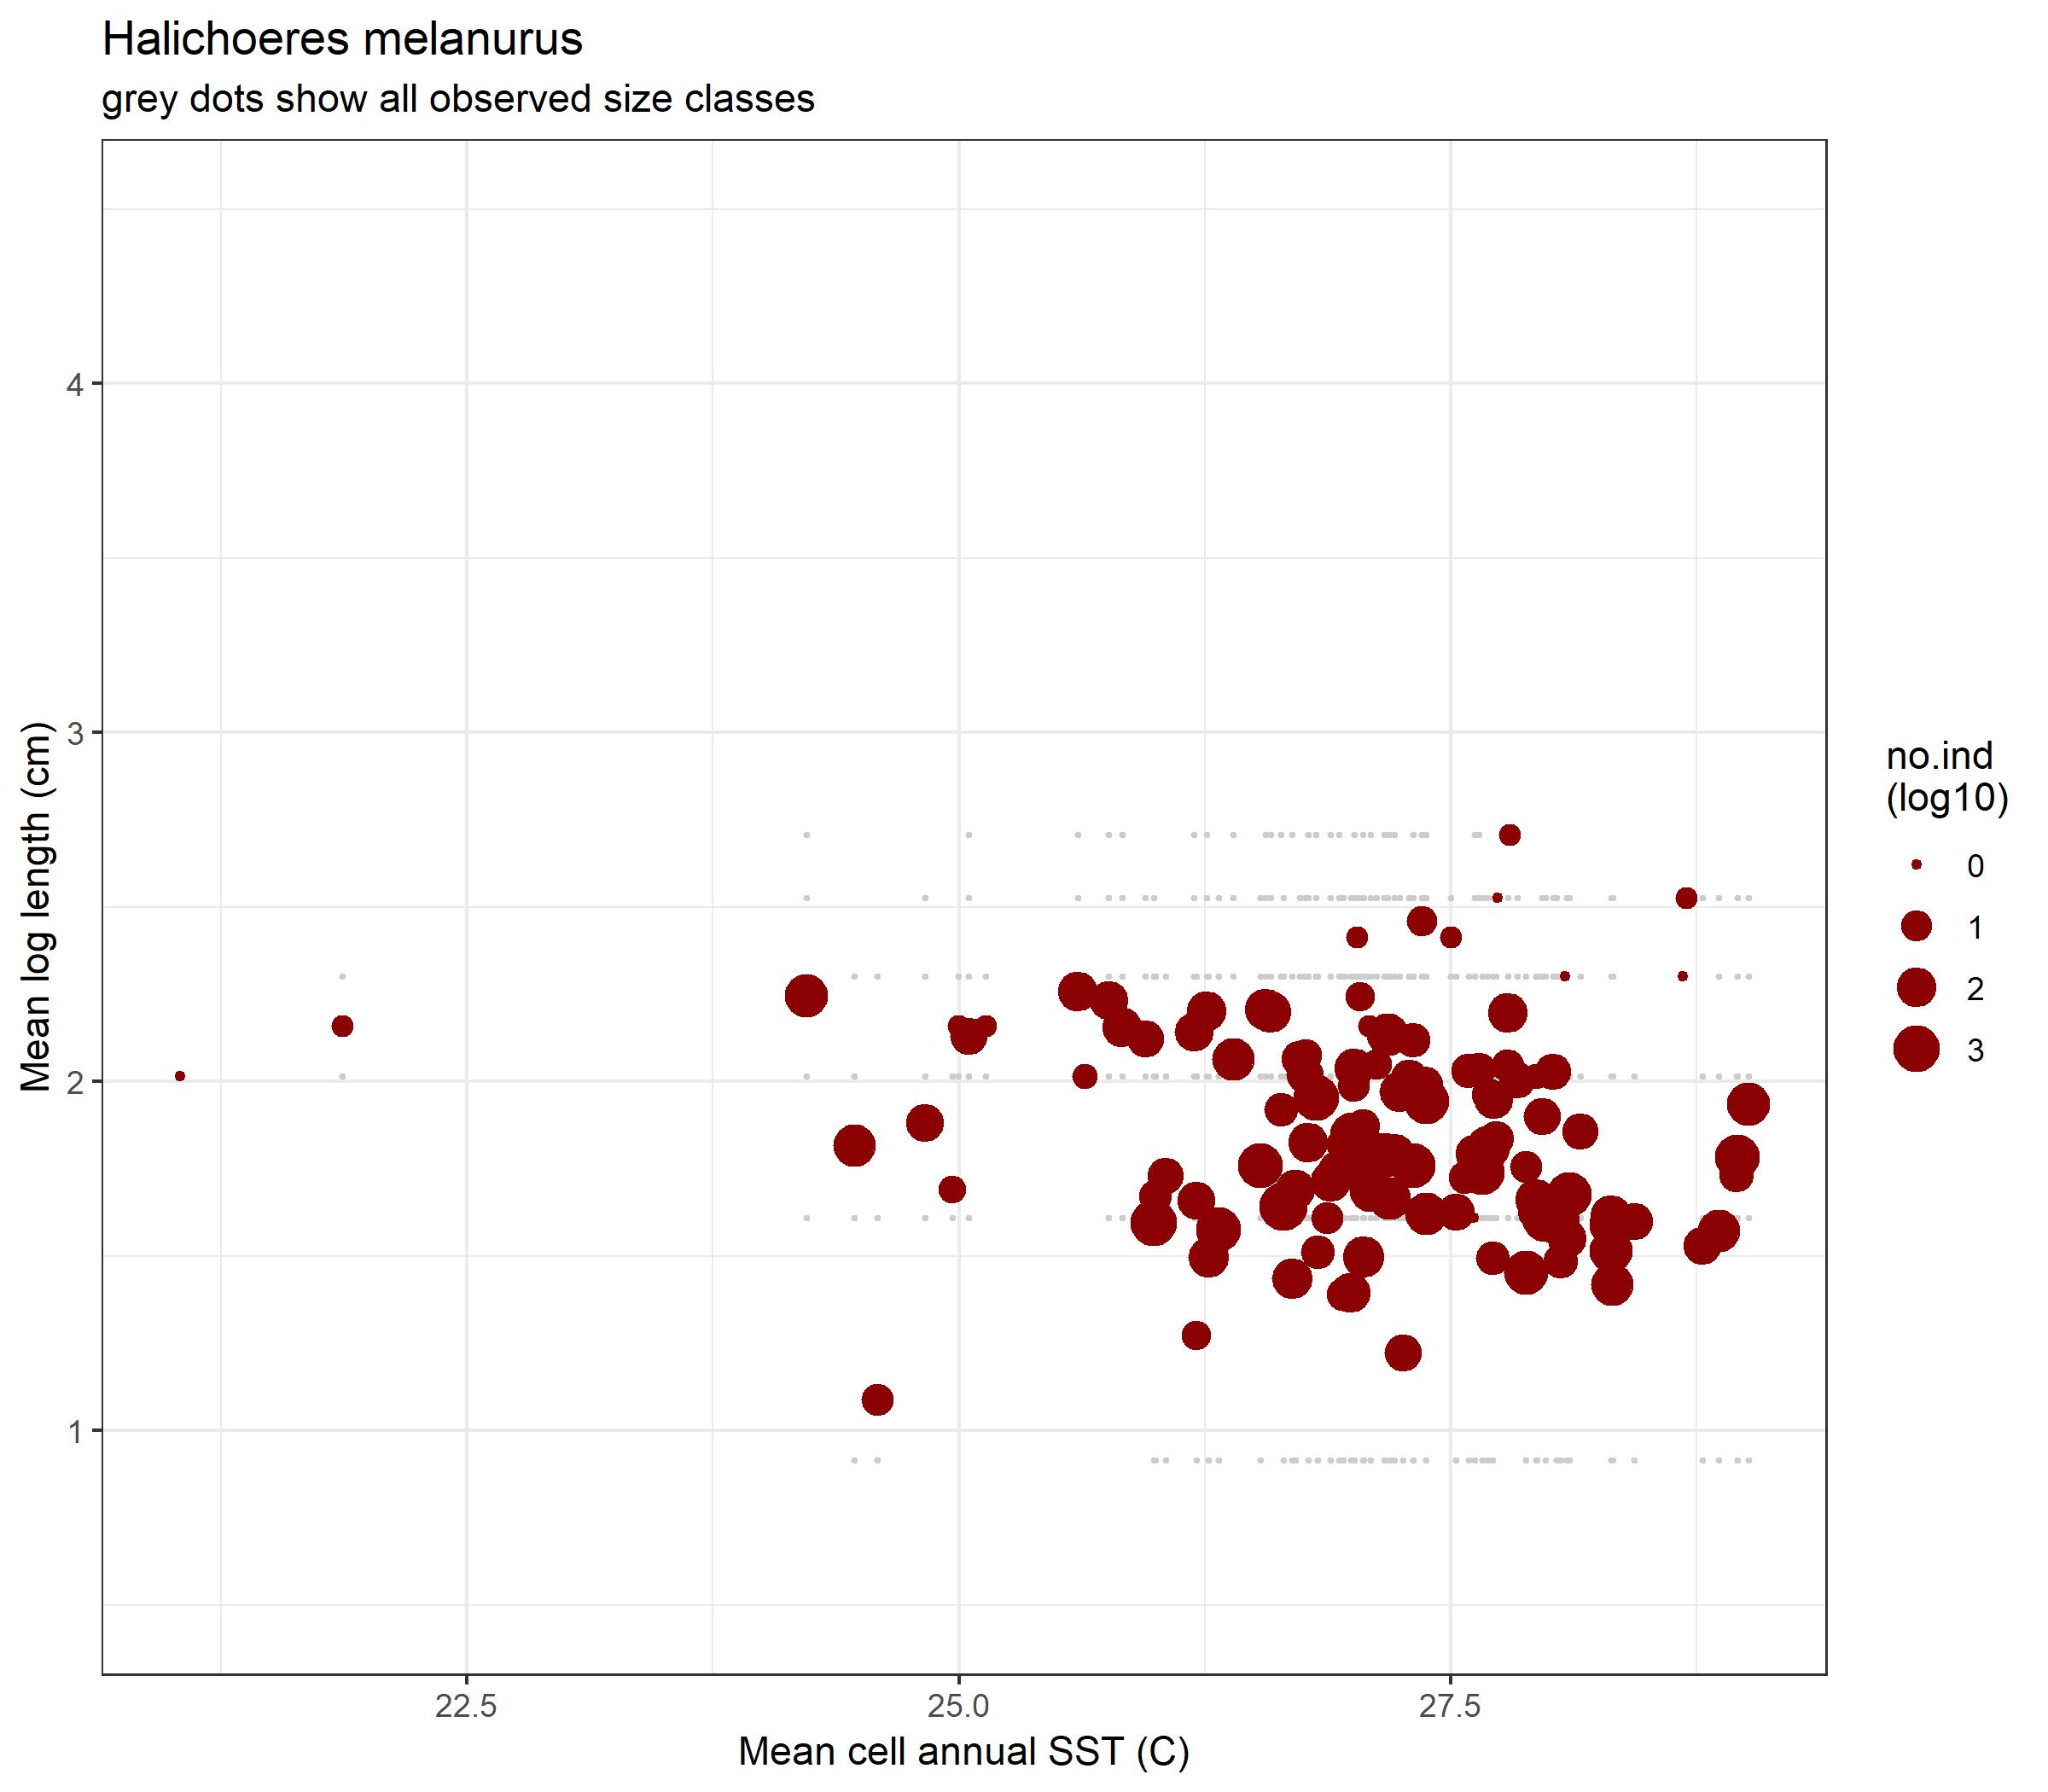 Halichoeres melanurus
grey dots show all observed size classes
Mean log length (cm)
4
3
2
1
22.5
25.0
27.5
Mean cell annual SST (C)
no.ind
(log10)
0
1
2
3